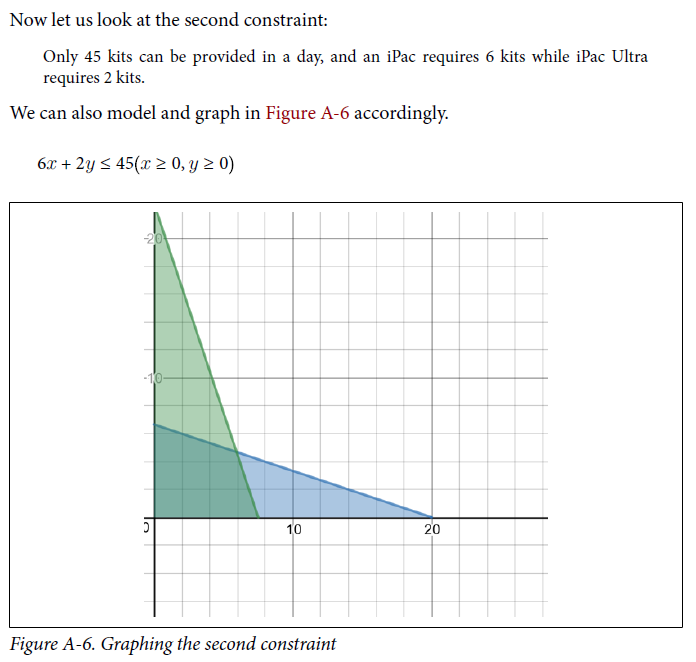 Now let us look at the second constraint:
Only 45 kits can be provided in a day, and an iPac requires 6 kits while iPac Ultra
requires 2 kits.
We can also model and graph in Figure A-6 accordingly.
6x + 2y ≤ 45(x ≥ 0, y ≥ 0)
20
10
0
10
20
Figure A-6. Graphing the second constraint